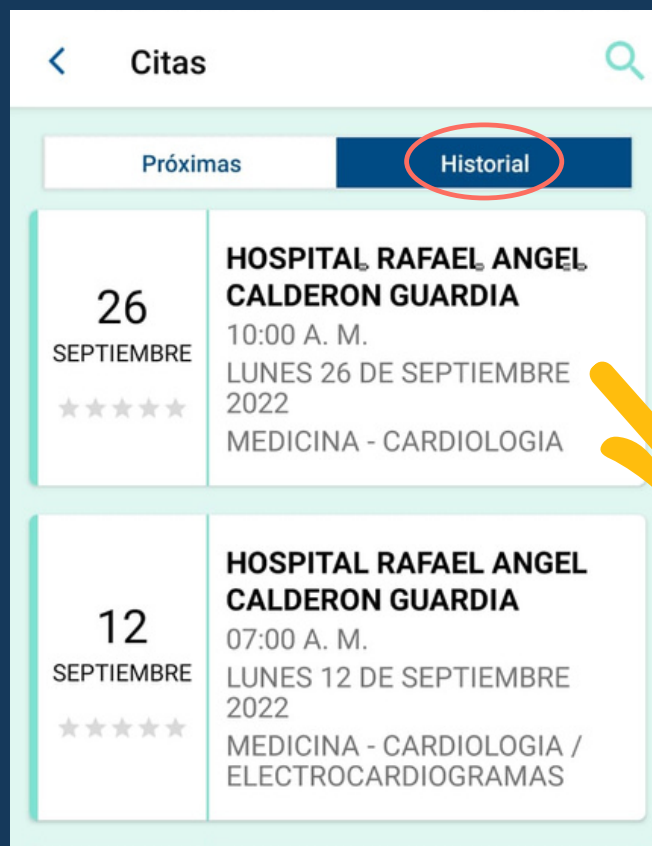 Citas
Próximas
Historial
26
SEPTIEMBRE
HOSPITAL RAFAEL ANGEL
CALDERON GUARDIA
10:00 A. M.
LUNES 26 DE SEPTIEMBRE
2022
MEDICINA - CARDIOLOGIA
12
SEPTIEMBRE
HOSPITAL RAFAEL ANGEL
CALDERON GUARDIA
07:00 A. M.
LUNES 12 DE SEPTIEMBRE
2022
MEDICINA - CARDIOLOGIA /
ELECTROCARDIOGRAMAS